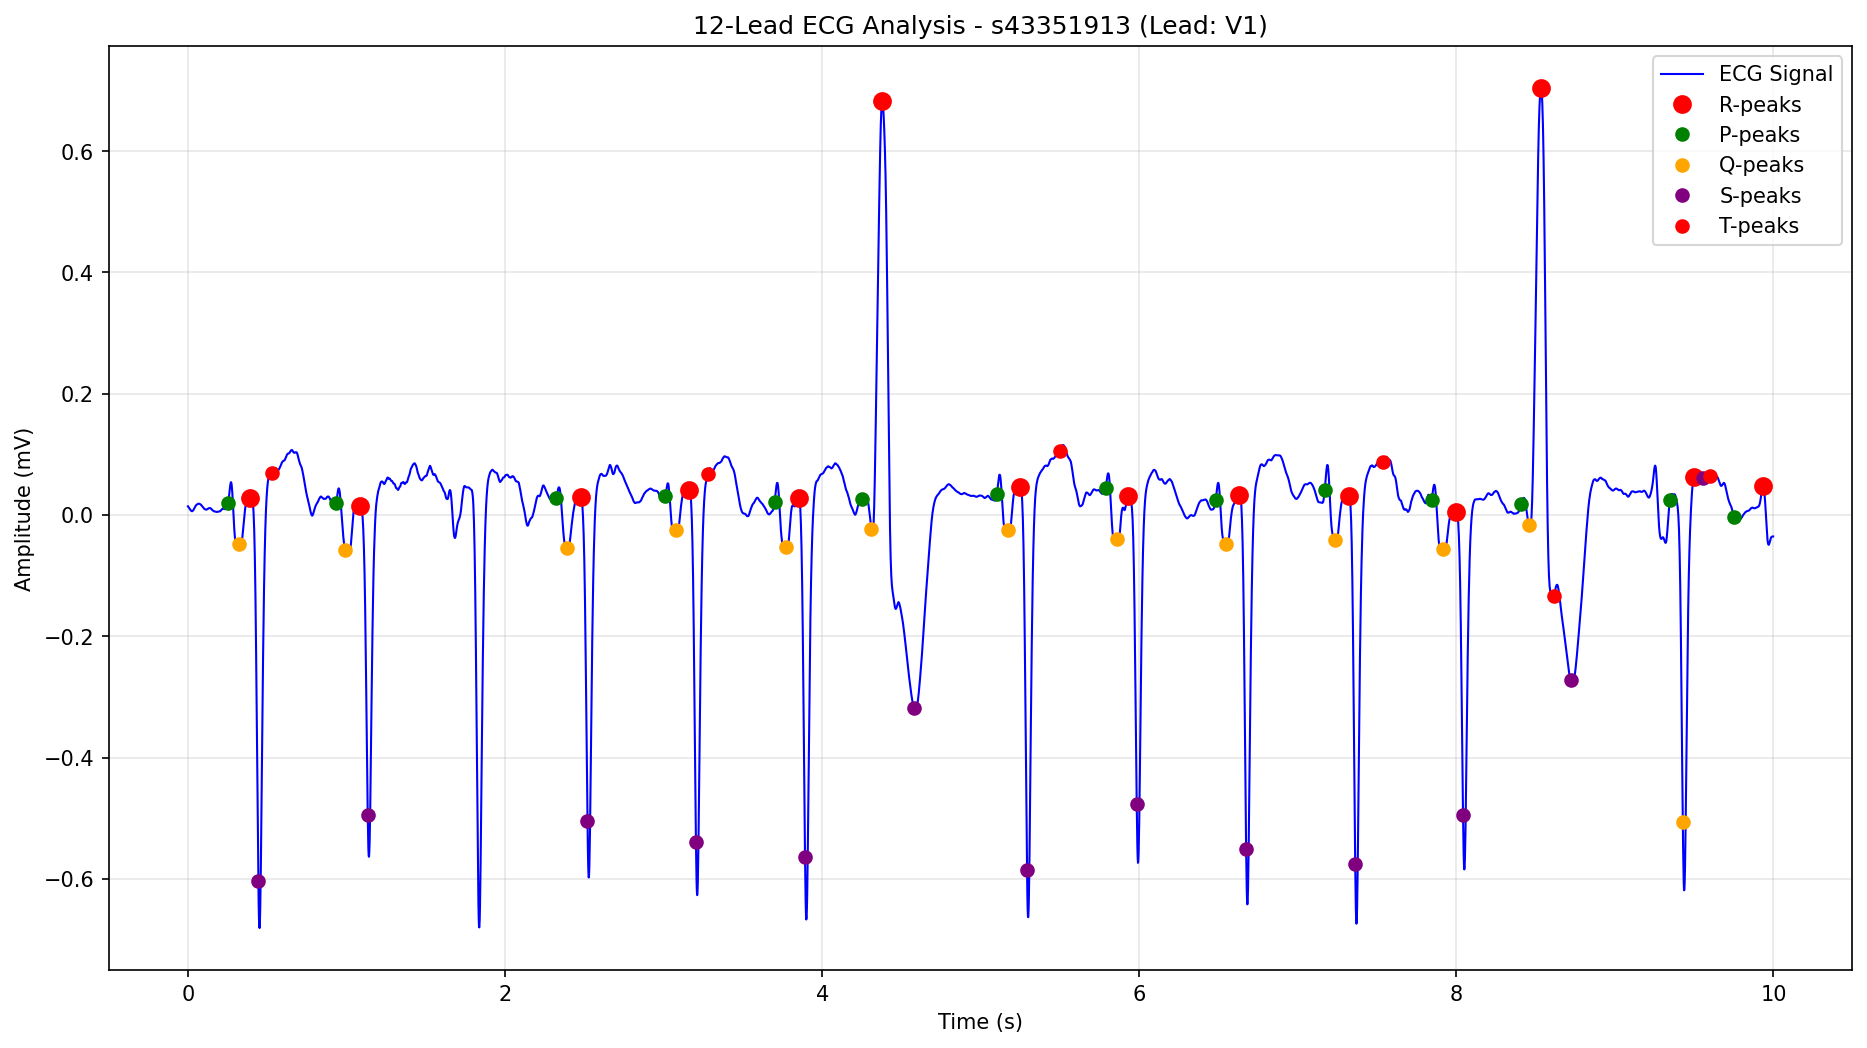 12-Lead ECG Analysis - s43351913 (Lead: V1)
ECG Signal
R-peaks
P-peaks
Q-peaks
S-peaks
T-peaks
Amplitude (mV)
0.6
0.4
0.2
0.0
−0.2
−0.4
−0.6
0 2 4 6 8 10
Time (s)